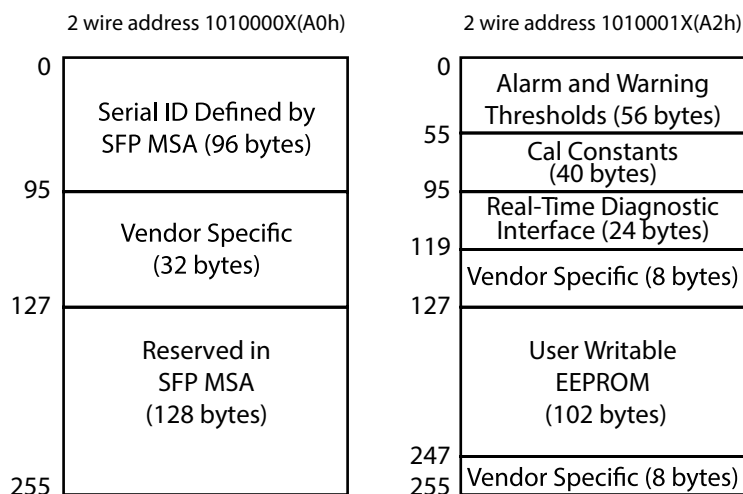 2 wire address 1010000X(A0h)
0
Serial ID Defined by
SFP MSA (96 bytes)
95
Vendor Specific
(32 bytes)
127
Reserved in
SFP MSA
(128 bytes)
255
2 wire address 1010001X(A2h)
0
Alarm and Warning
Thresholds (56 bytes)
55
Cal Constants
(40 bytes)
95
Real-Time Diagnostic
Interface (24 bytes)
119
Vendor Specific (8 bytes)
127
User Writable
EEPROM
(102 bytes)
247
Vendor Specific (8 bytes)
255